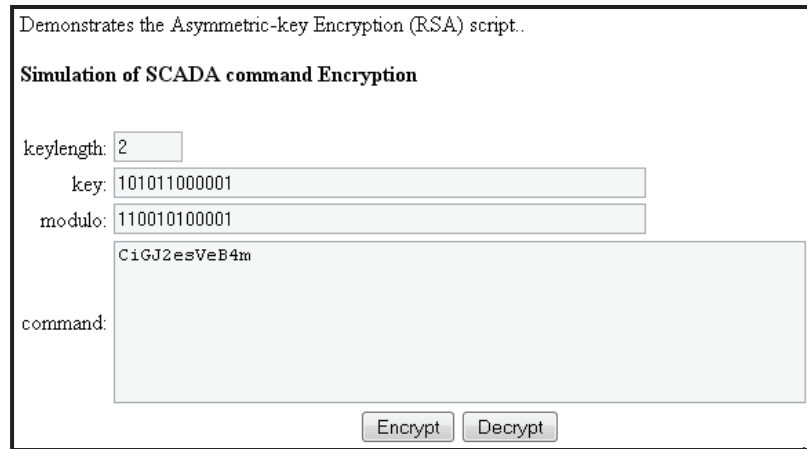 Demonstrates the Asymmetric-key Encryption (RSA) script..
Simulation of SCADA command Encryption
keylength: 2
key: 101011000001
modulo: 110010100001
command: CiGJ2esVeB4m
Encrypt Decrypt